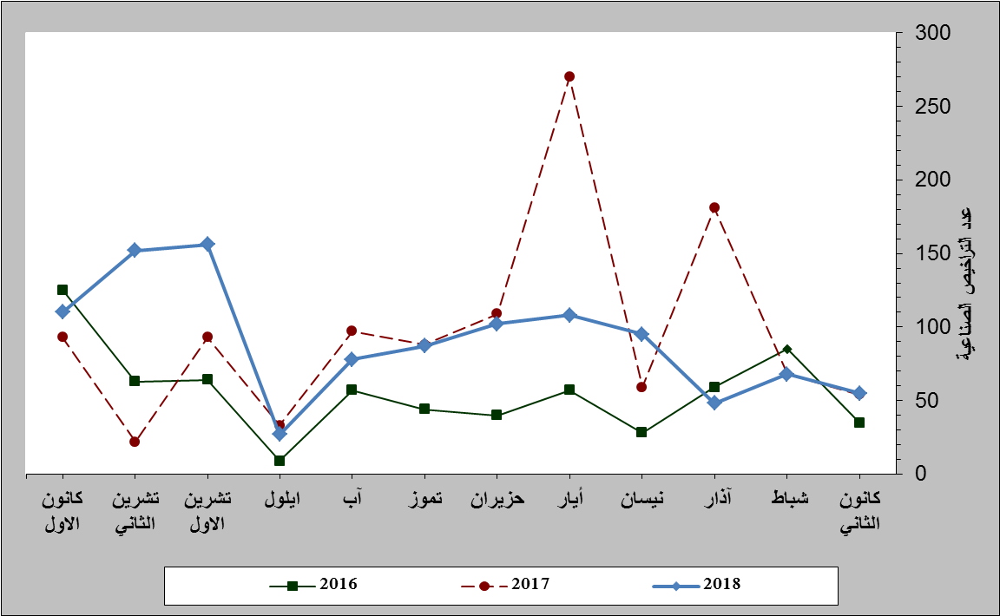 300
250
200
150
100
50
0
عدد التراخيص الصناعية
كانون الثاني
شباط
آذار
نيسان
أيار
حزيران
تموز
آب
ايلول
تشرين الاول
تشرين الثاني
كانون الاول
2016
2017
2018